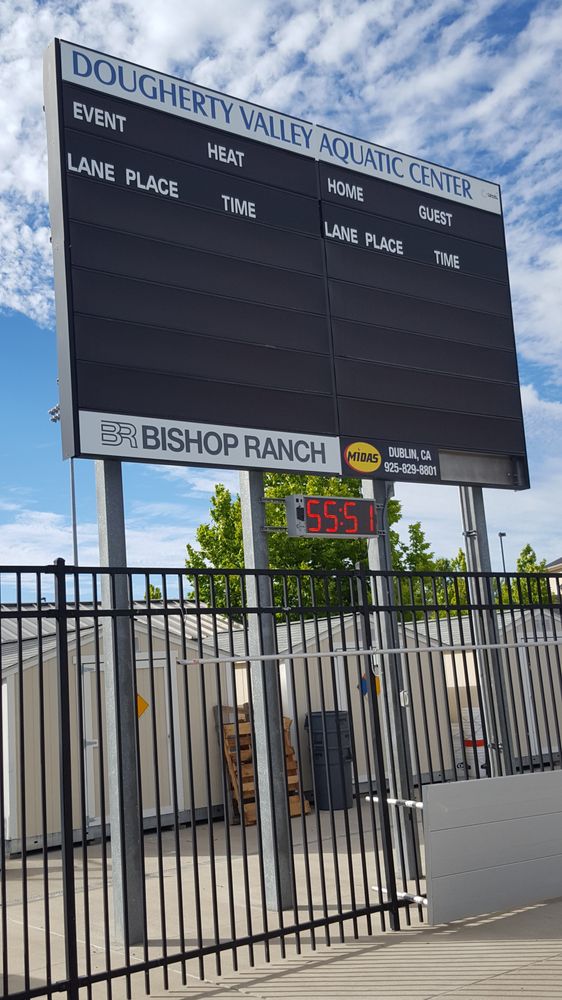 DOUGHERTY VALLEY AQUATIC CENTER
EVENT HEAT
LANE PLACE TIME
HOME GUEST
LANE PLACE TIME
BR BISHOP RANCH
MIDAS
DUBLIN, CA
925-829-8801
55:51